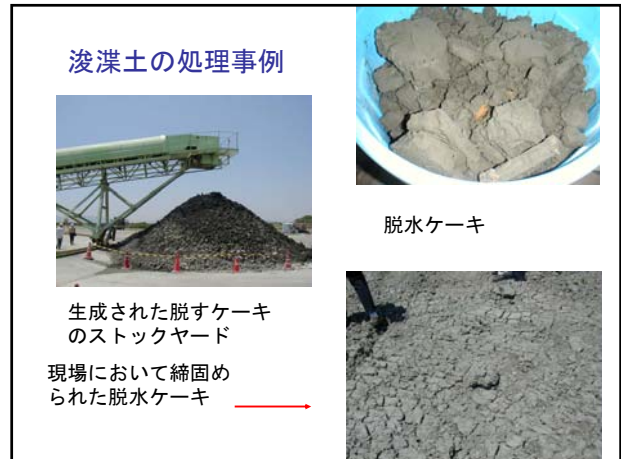 浚渫土の処理事例
脱水ケーキ
生成された脱すケーキ
のストックヤード
現場において締固め
られた脱水ケーキ